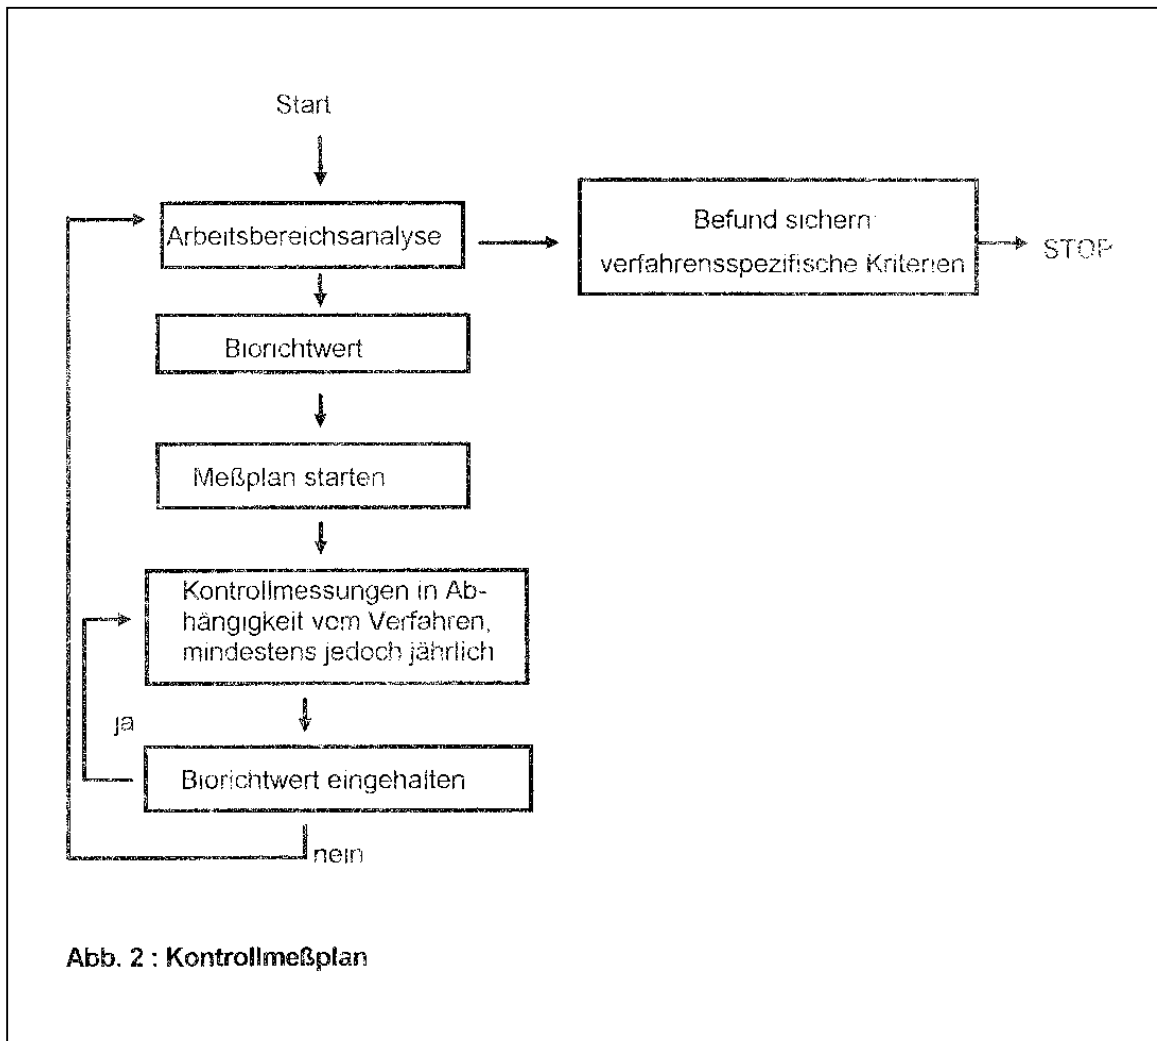 Start
Arbeitsbereichsanalyse
Befund sichern
verfahrensspezifische Kriterien
STOP
Biorichtwert
Meßplan starten
Kontrollmessungen in Ab-
hängigkeit vom Verfahren,
mindestens jedoch jährlich
ja
Biorichtwert eingehalten
nein
Abb. 2 : Kontrollmeßplan